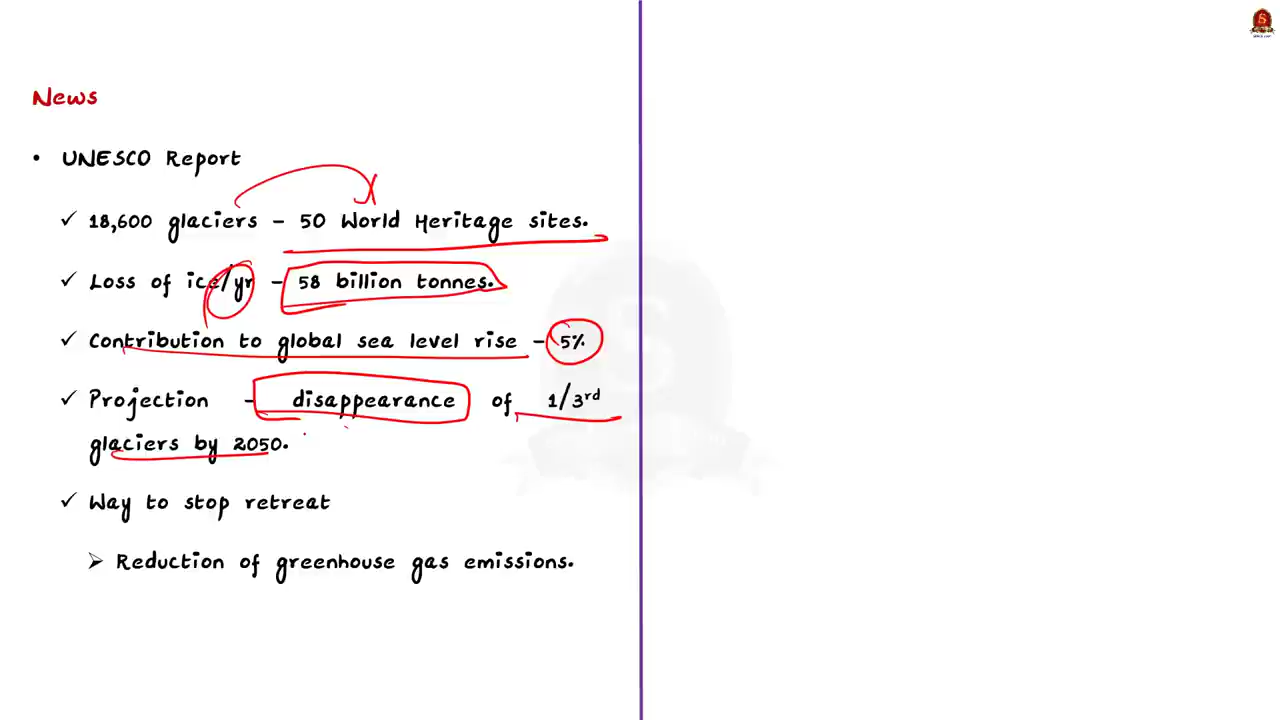 News
• UNESCO Report
✓ 18,600 glaciers – 50 World Heritage sites.
✓ Loss of ice/yr – 58 billion tonnes.
✓ Contribution to global sea level rise – 5%
✓ Projection – disappearance of 1/3rd
glaciers by 2050.
✓ Way to stop retreat
➢ Reduction of greenhouse gas emissions.